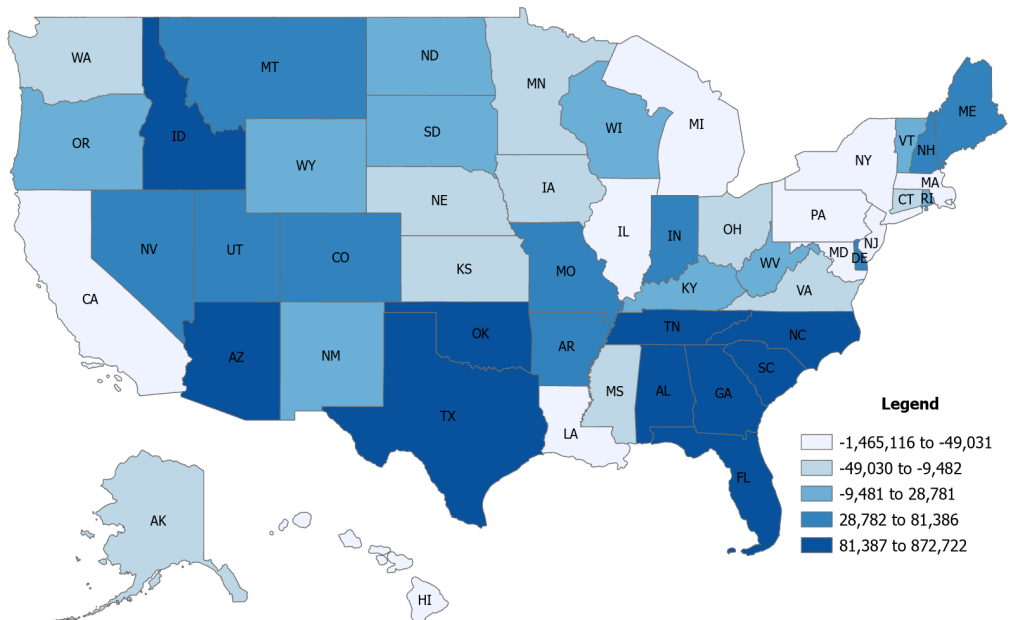 WA
MT
ND
MN
ME
OR
ID
SD
WI
MI
VT
NH
WY
NY
MA
NE
IA
CT
RI
PA
NV
UT
CO
IL
IN
OH
NJ
MD
DE
KS
MO
WV
KY
VA
CA
AZ
NM
OK
AR
TN
NC
SC
MS
AL
GA
TX
LA
FL
AK
HI
Legend
-1,465,116 to -49,031
-49,030 to -9,482
-9,481 to 28,781
28,782 to 81,386
81,387 to 872,722